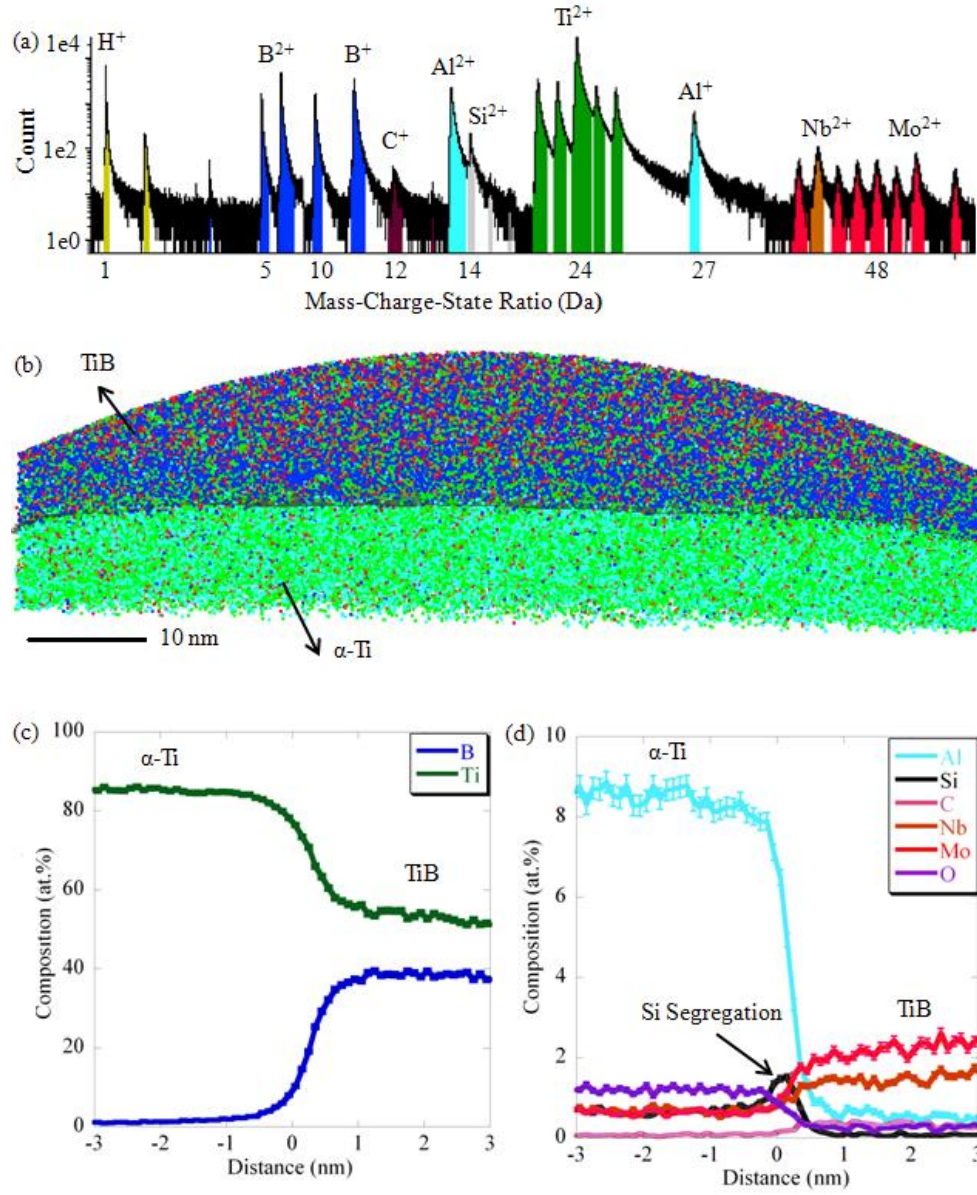 (a)
1e4
1e2
1e0
Count
H⁺
B²⁺
B⁺
C⁺
Al²⁺
Si²⁺
Ti²⁺
Al⁺
Nb²⁺
Mo²⁺
1 5 10 12 14 24 27 48
Mass-Charge-State Ratio (Da)
(b)
TiB
10 nm
α-Ti
(c)
100
80
60
40
20
0
Composition (at.%)
α-Ti
B
Ti
TiB
-3 -2 -1 0 1 2 3
Distance (nm)
(d)
10
8
6
4
2
0
Composition (at.%)
α-Ti
Al
Si
C
Nb
Mo
O
Si Segregation
TiB
-3 -2 -1 0 1 2 3
Distance (nm)